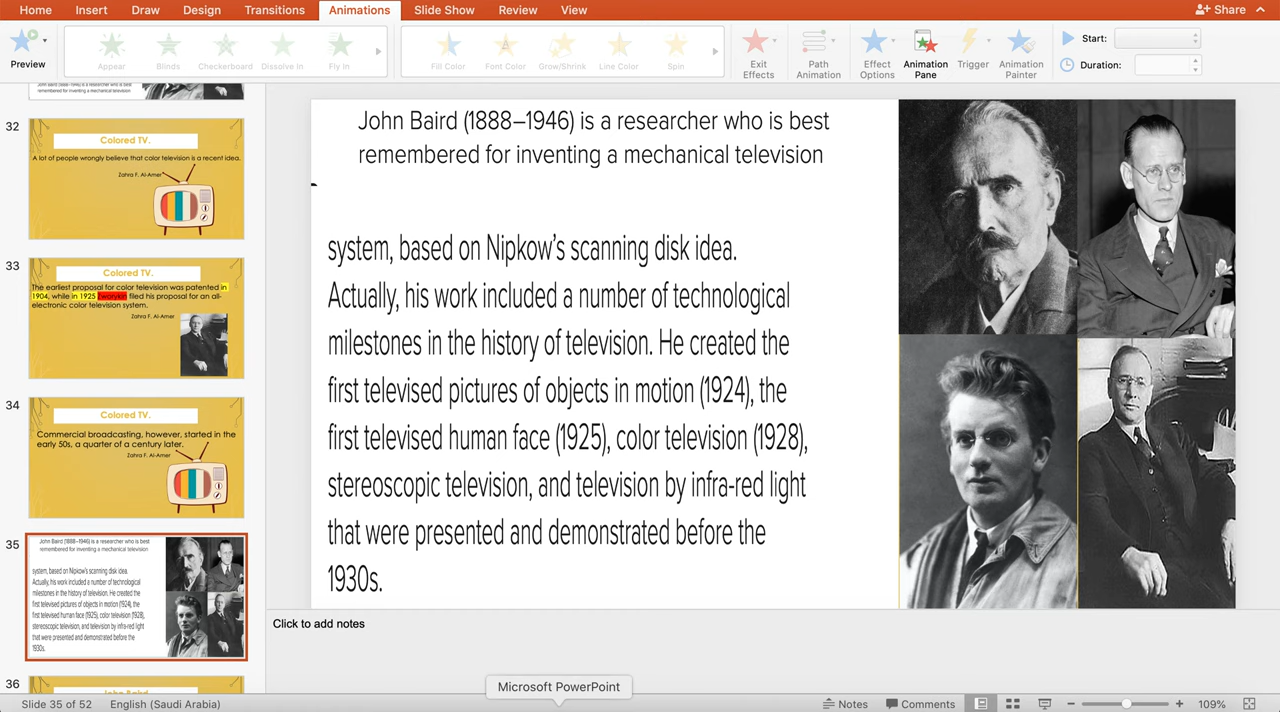 Home Insert Draw Design Transitions Animations Slide Show Review View Share
Preview
Appear Blinds Checkerboard Dissolve In Fly In
Fill Color Font Color Grow/Shrink Line Color Spin
Exit Effects
Path Animation
Effect Options
Animation Pane
Trigger
Animation Painter
Start:
Duration:
remembered for inventing a mechanical television
32
Colored TV.
A lot of people wrongly believe that color television is a recent idea.
Zahra F. Al-Amer
33
Colored TV.
The earliest proposal for color television was patented in
1904, while in 1925 Zworykin filed his proposal for an all-
electronic color television system.
Zahra F. Al-Amer
34
Colored TV.
Commercial broadcasting, however, started in the
early 50s, a quarter of a century later.
Zahra F. Al-Amer
35
John Baird (1888–1946) is a researcher who is best
remembered for inventing a mechanical television
system, based on Nipkow's scanning disk idea.
Actually, his work included a number of technological
milestones in the history of television. He created the
first televised pictures of objects in motion (1924), the
first televised human face (1925), color television (1928),
stereoscopic television, and television by infra-red light
that were presented and demonstrated before the
1930s.
36
John Baird
John Baird (1888–1946) is a researcher who is best
remembered for inventing a mechanical television
system, based on Nipkow's scanning disk idea.
Actually, his work included a number of technological
milestones in the history of television. He created the
first televised pictures of objects in motion (1924), the
first televised human face (1925), color television (1928),
stereoscopic television, and television by infra-red light
that were presented and demonstrated before the
1930s.
Click to add notes
Microsoft PowerPoint
Slide 35 of 52 English (Saudi Arabia) Notes Comments 109%